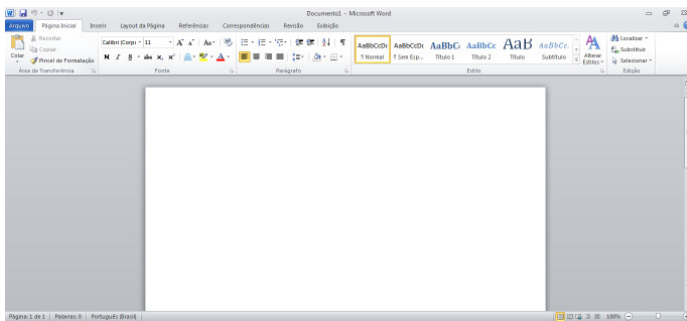 Documento1 - Microsoft Word
Arquivo Página Inicial Inserir Layout da Página Referências Correspondências Revisão Exibição
Colar
Recortar
Copiar
Pincel de Formatação
Área de Transferência
Calibri (Corpo 11
N I S abc x₂ x² A
Fonte
Parágrafo
AaBbCcDc AaBbCcDc AaBbC AaBbCc AaB AaBbCc.
¶ Normal ¶ Sem Esp... Título 1 Título 2 Título Subtítulo
Alterar
Estilos
Estilo
Localizar
Substituir
Selecionar
Edição
Página: 1 de 1 Palavras: 0 Português (Brasil) 100%